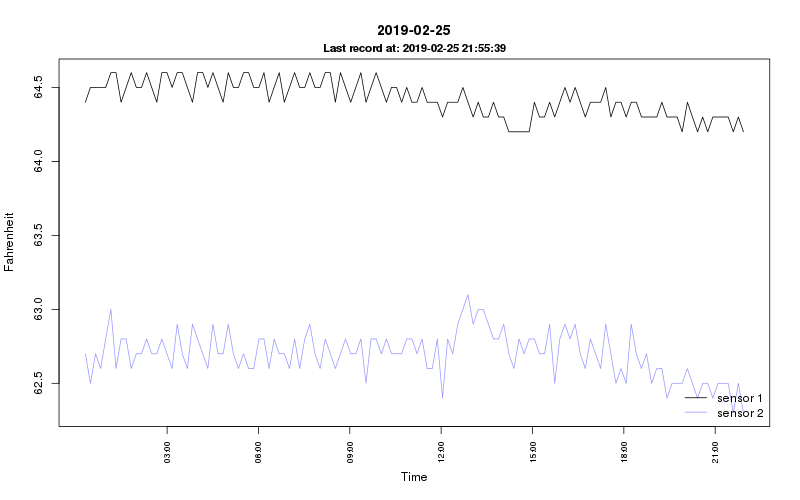 2019-02-25
Last record at: 2019-02-25 21:55:39
Fahrenheit
64.5
64.0
63.5
63.0
62.5
sensor 1
sensor 2
03:00 06:00 09:00 12:00 15:00 18:00 21:00
Time